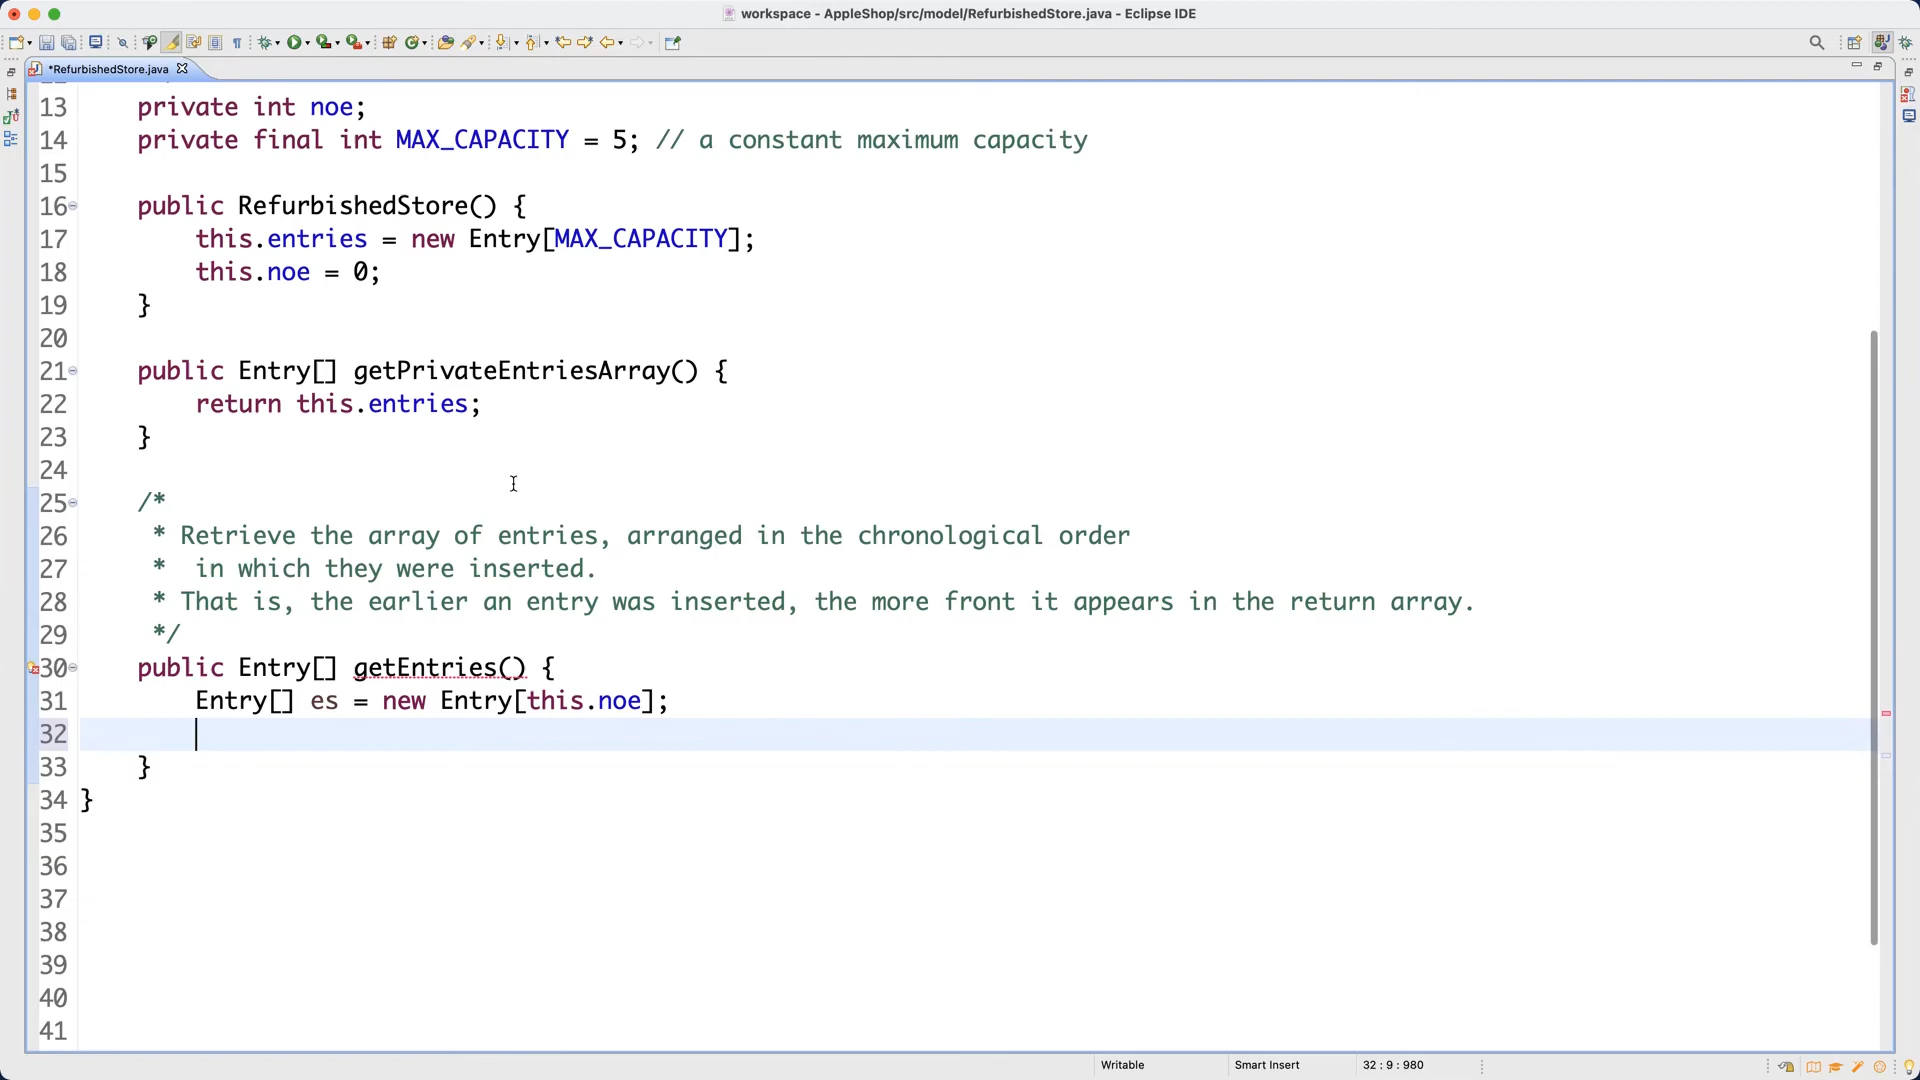 workspace - AppleShop/src/model/RefurbishedStore.java - Eclipse IDE
*RefurbishedStore.java
13 private int noe;
14 private final int MAX_CAPACITY = 5; // a constant maximum capacity
15
16 public RefurbishedStore() {
17 this.entries = new Entry[MAX_CAPACITY];
18 this.noe = 0;
19 }
20
21 public Entry[] getPrivateEntriesArray() {
22 return this.entries;
23 }
24
25 /*
26 * Retrieve the array of entries, arranged in the chronological order
27 * in which they were inserted.
28 * That is, the earlier an entry was inserted, the more front it appears in the return array.
29 */
30 public Entry[] getEntries() {
31 Entry[] es = new Entry[this.noe];
32
33 }
34 }
35
36
37
38
39
40
41
Writable Smart Insert 32 : 9 : 980